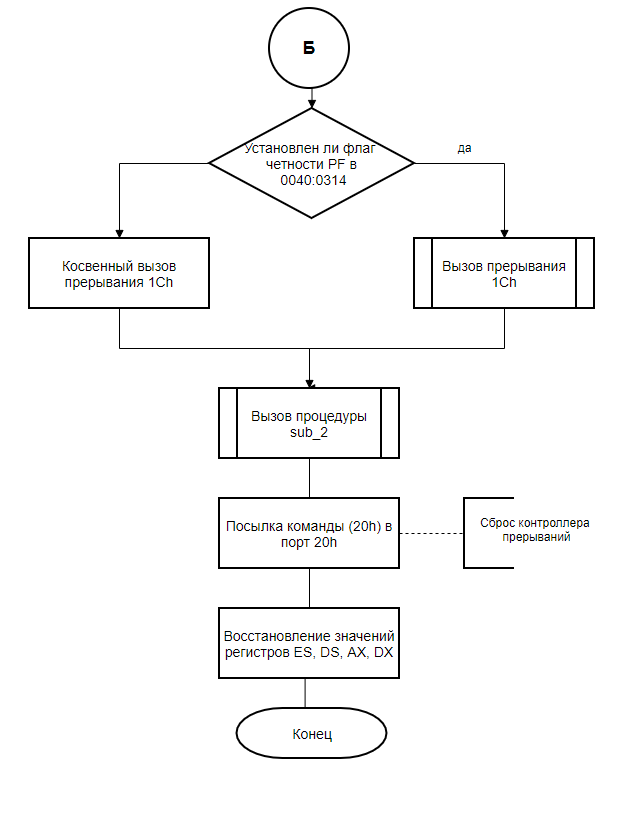 Б
Установлен ли флаг
четности PF в
0040:0314
да
Косвенный вызов
прерывания 1Ch
Вызов прерывания
1Ch
Вызов процедуры
sub_2
Посылка команды (20h) в
порт 20h
Сброс контроллера
прерываний
Восстановление значений
регистров ES, DS, AX, DX
Конец